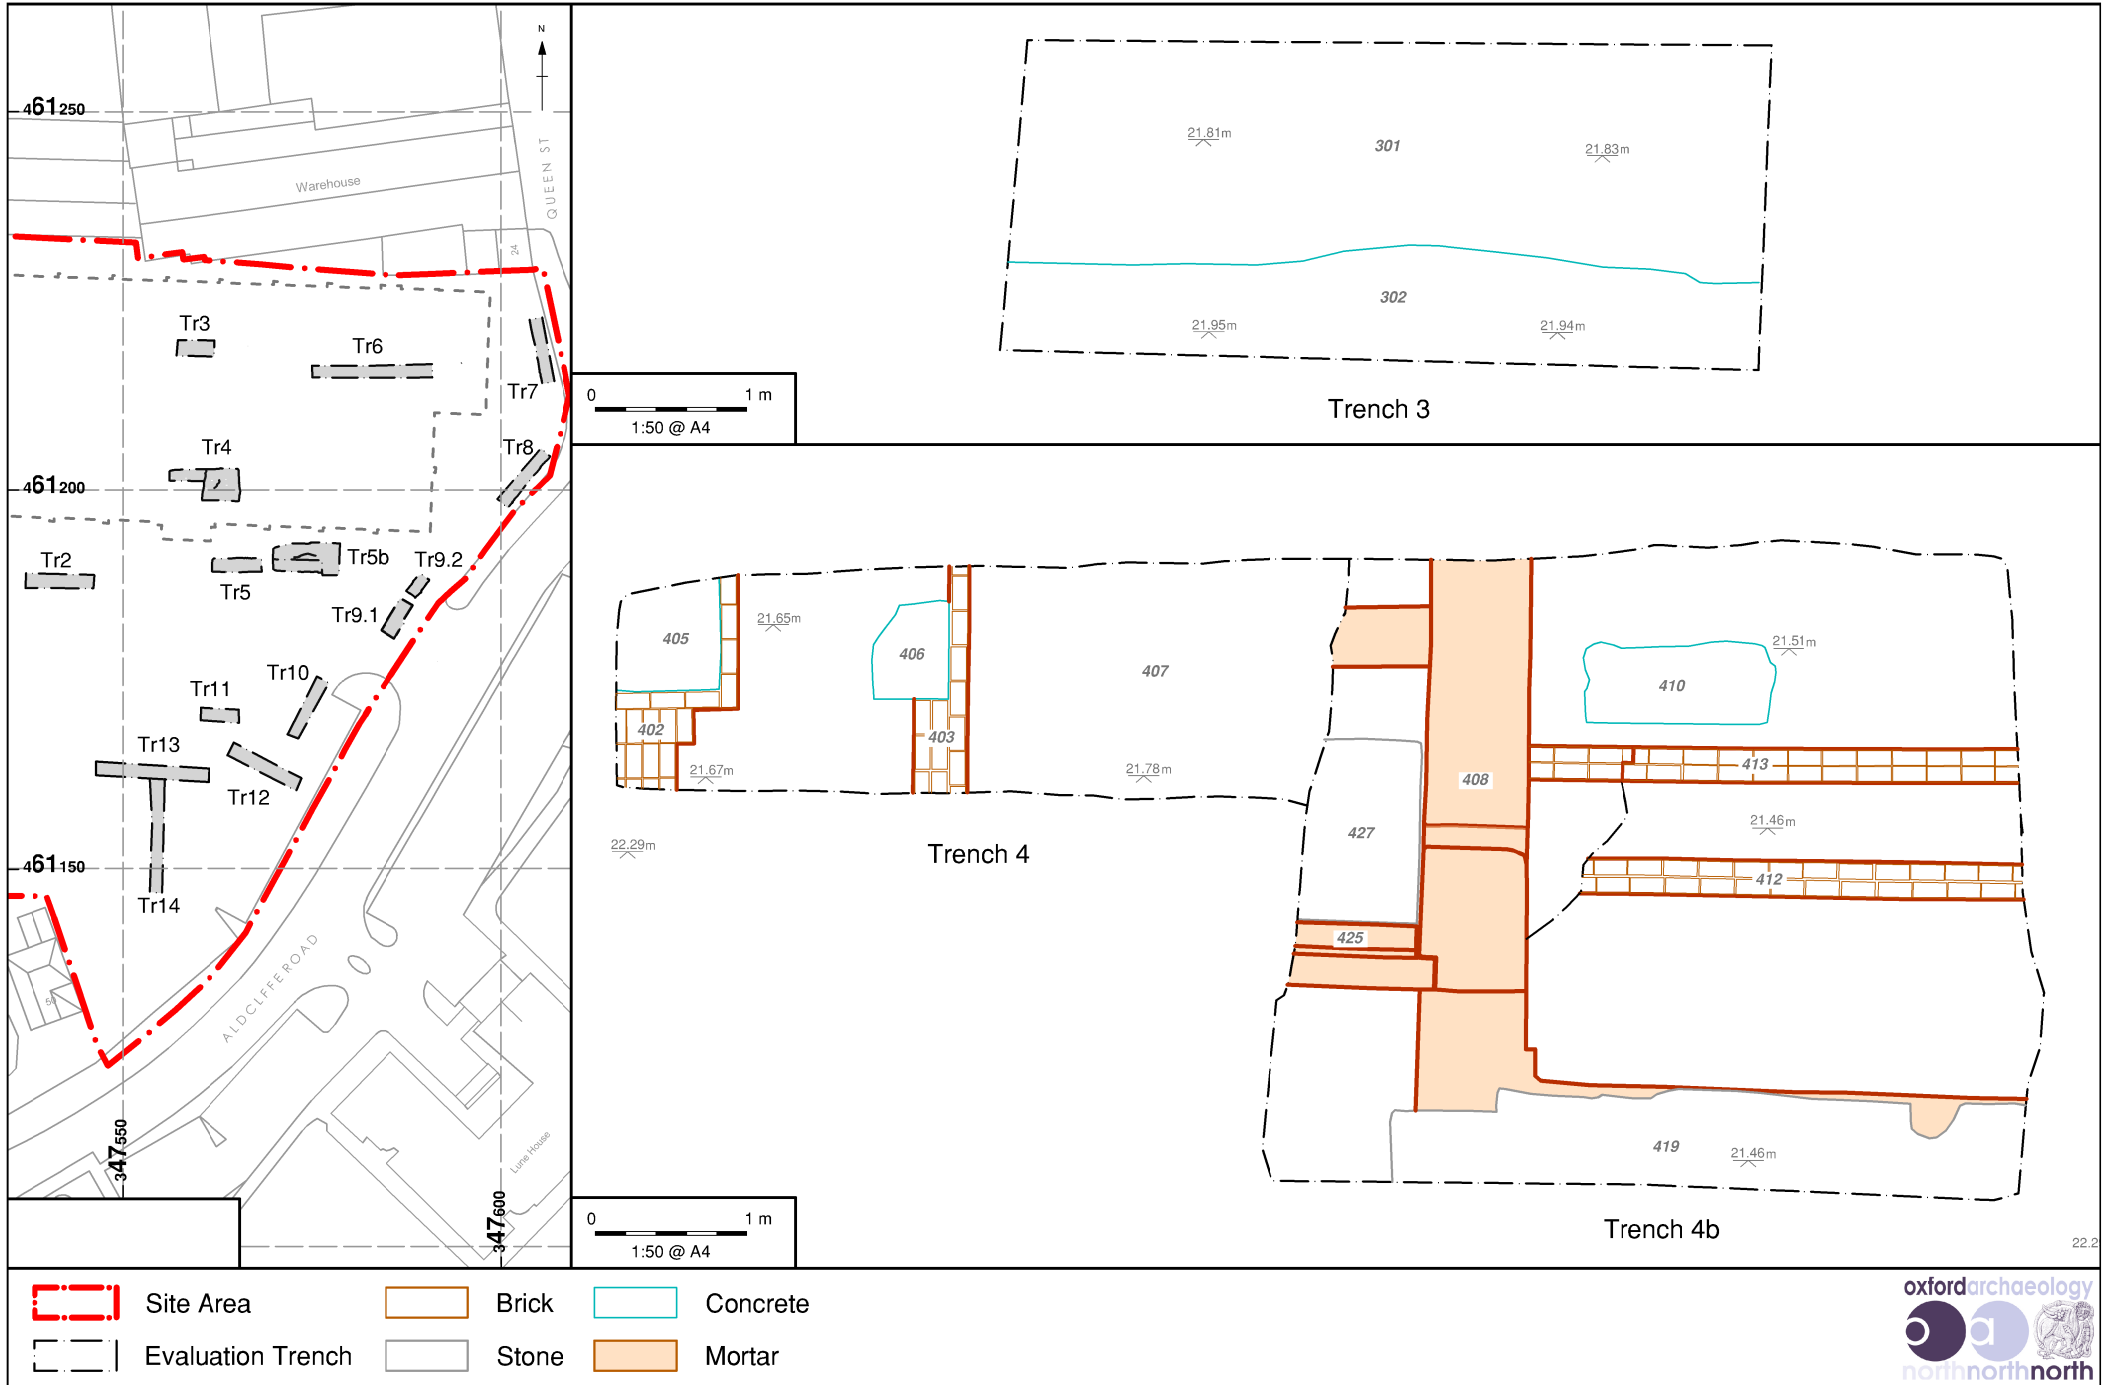 N
461250
QUEEN ST
Warehouse
24
Tr3
Tr6
Tr7
Tr4
Tr8
461200
Tr2
Tr5
Tr5b
Tr9.2
Tr9.1
Tr10
Tr11
Tr13
Tr12
461150
Tr14
50
ALDCLFFEROAD
Lune House
347550
347600
21.81m
301
21.83m
302
21.95m
21.94m
0 1 m
1:50 @ A4
Trench 3
405
21.65m
406
407
402
403
21.67m
21.78m
22.29m
Trench 4
21.51m
410
408
413
427
21.46m
412
425
419
21.46m
Trench 4b
0 1 m
1:50 @ A4
22.2
Site Area
Brick
Concrete
Evaluation Trench
Stone
Mortar
oxfordarchaeology
oa
northnorthnorth